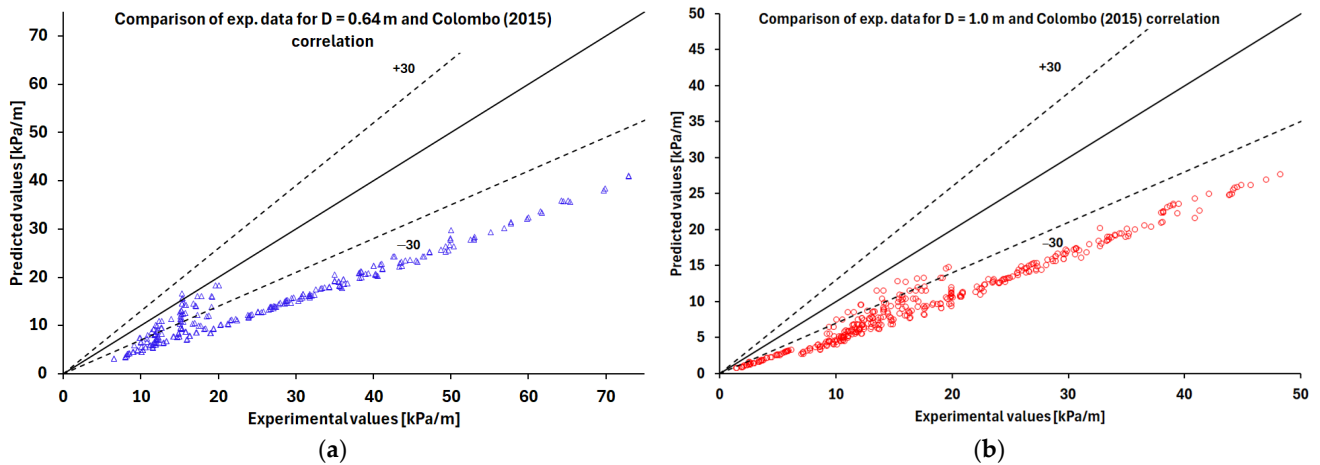 Comparison of exp. data for D = 0.64 m and Colombo (2015)
correlation
+30
−30
Predicted values [kPa/m]
70
60
50
40
30
20
10
0
0 10 20 30 40 50 60 70
Experimental values [kPa/m]
(a)
Comparison of exp. data for D = 1.0 m and Colombo (2015) correlation
+30
−30
Predicted values [kPa/m]
50
45
40
35
30
25
20
15
10
5
0
0 10 20 30 40 50
Experimental values [kPa/m]
(b)